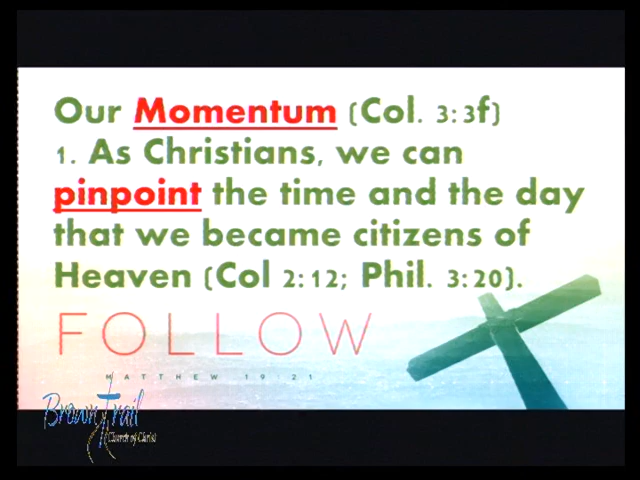 Our Momentum (Col. 3:3f)
1. As Christians, we can
pinpoint the time and the day
that we became citizens of
Heaven (Col 2:12; Phil. 3:20).
FOLLOW
MATTHEW 19:21
Brown Trail
Church of Christ